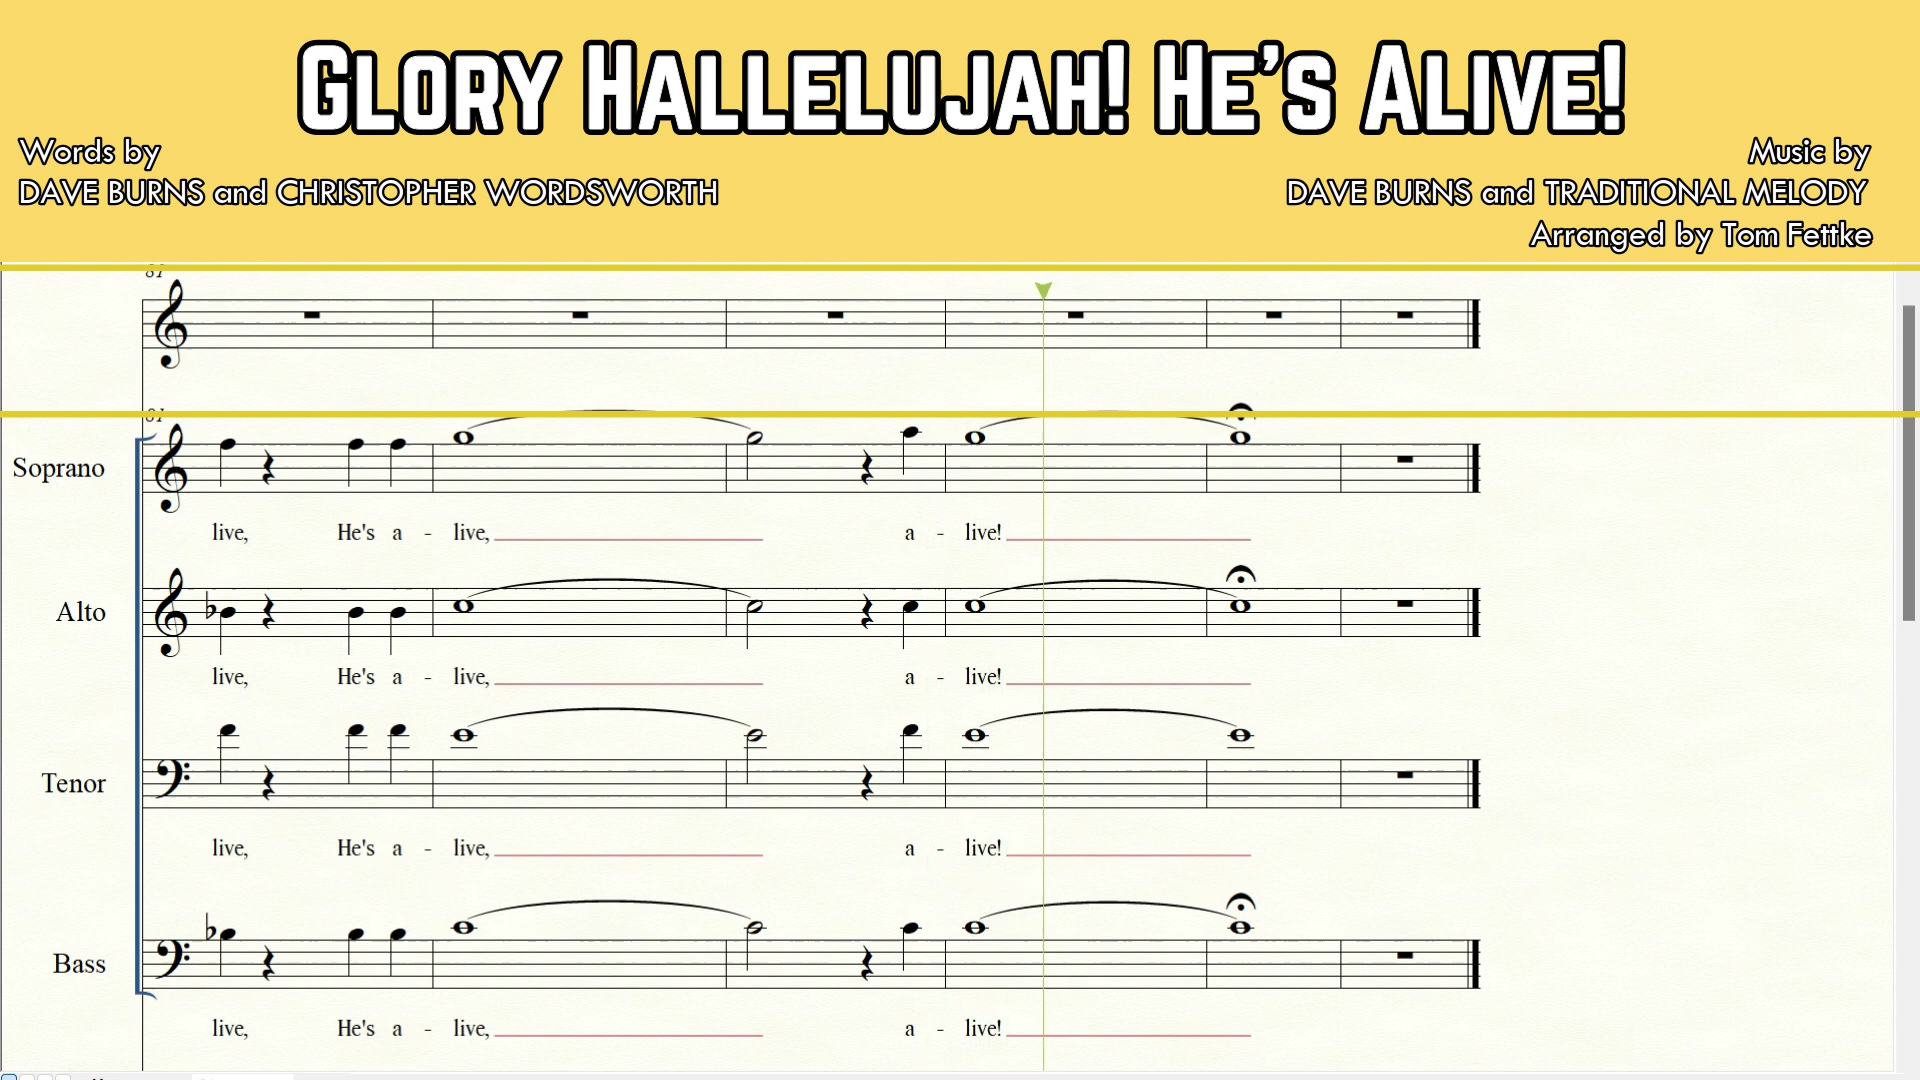 Glory Hallelujah! He's Alive!
Words by
DAVE BURNS and CHRISTOPHER WORDSWORTH
Music by
DAVE BURNS and TRADITIONAL MELODY
Arranged by Tom Fettke
81
81
Soprano
live, He's a - live, a - live!
Alto
live, He's a - live, a - live!
Tenor
live, He's a - live, a - live!
Bass
live, He's a - live, a - live!